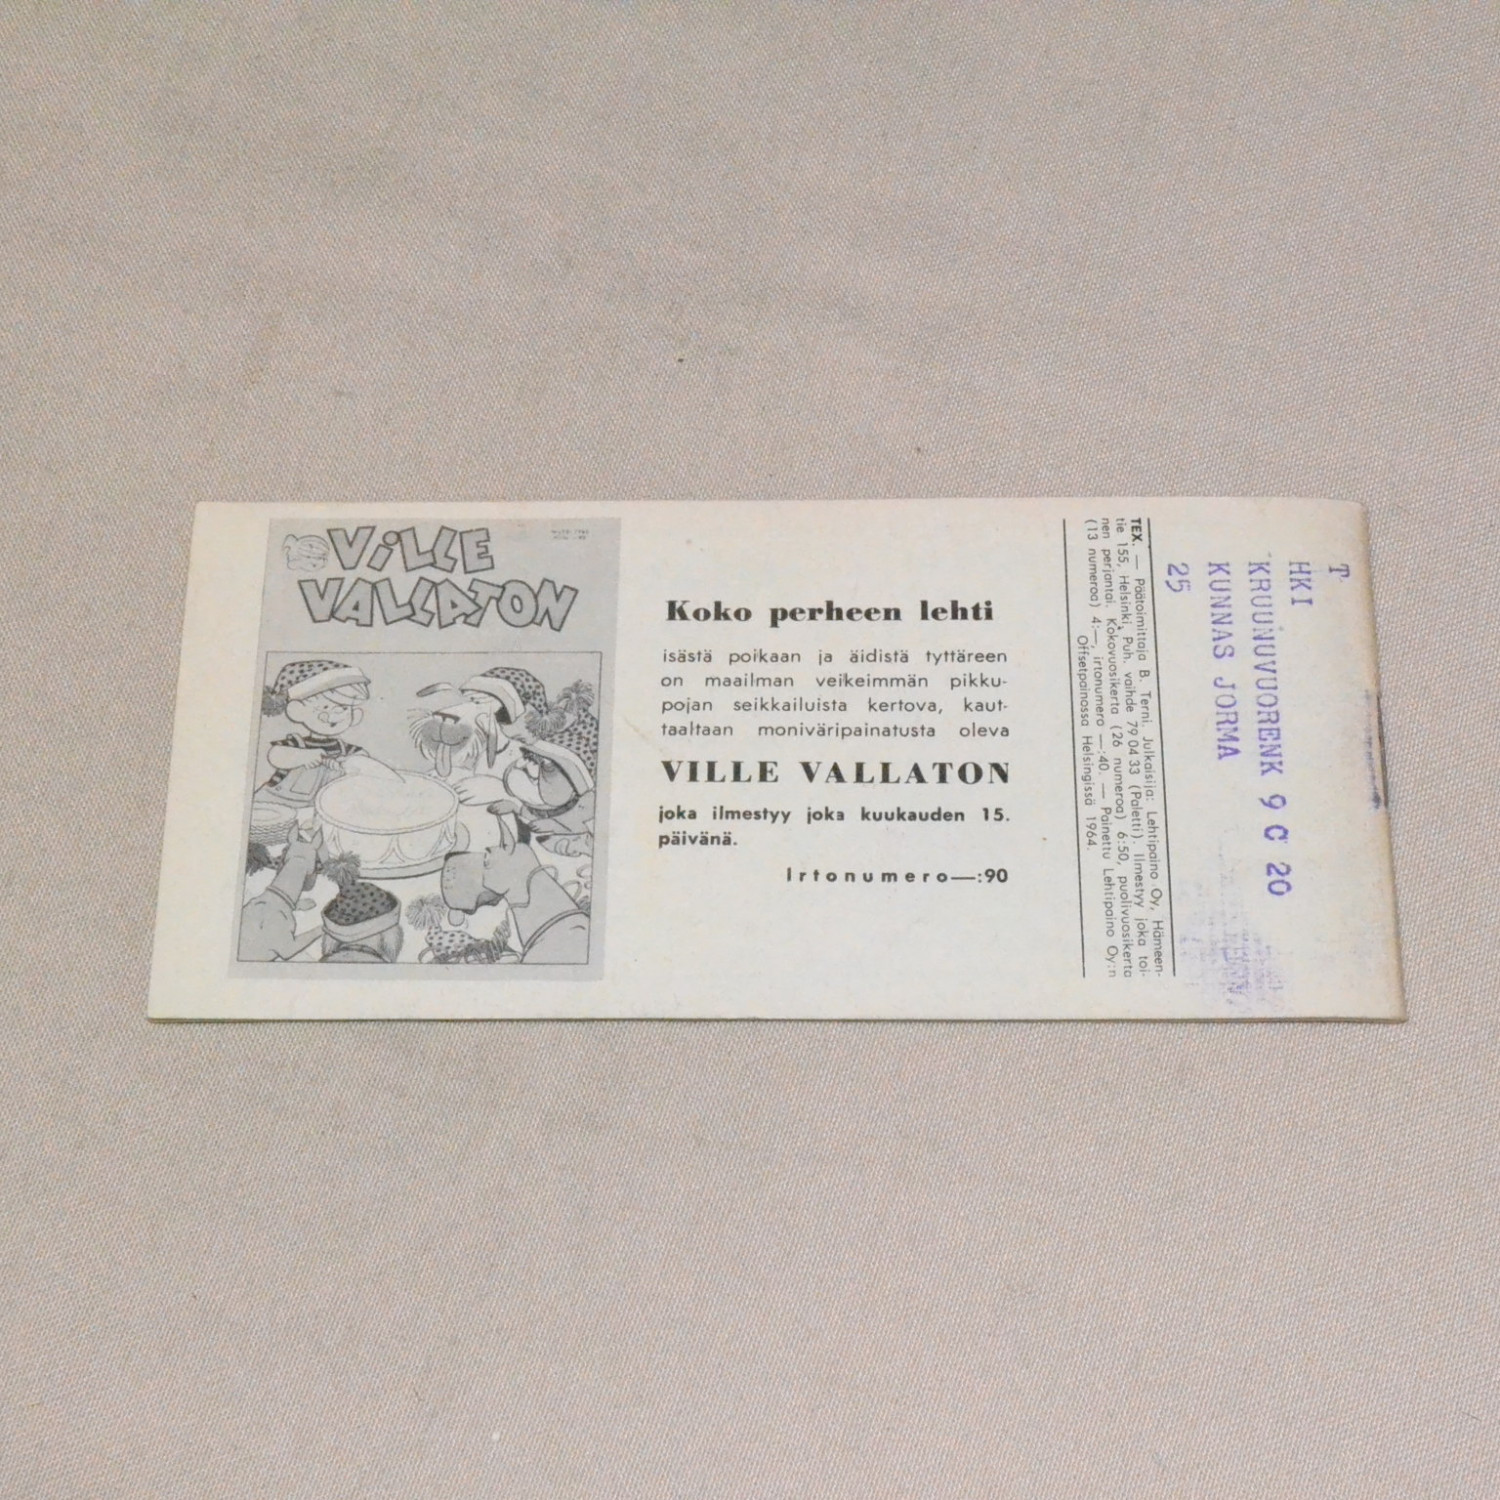 VILLE
VALLATON
Koko perheen lehti
isästä poikaan ja äidistä tyttäreen
on maailman veikeimmän pikku-
pojan seikkailuista kertova, kaut-
taaltaan moniväripainatusta oleva
VILLE VALLATON
joka ilmestyy joka kuukauden 15.
päivänä.
Irtonumero—:90
TEX. — Päätoimittaja B. Terni. Julkaisija: Lehtipaino Oy, Hämeen-
tie 155, Helsinki, Puh. vaihde 79 04 33 (Paletti). Ilmestyy joka toi-
nen perjantai. Kokovuosikerta (26 numeroa) 6:50, puolivuosikerta
(13 numeroa) 4:—, irtonumero —:40. — Painettu Lehtipaino Oy:n
Offsetpainossa Helsingissä 1964.
T
HKI
KRUUNUVUORENK 9 C 20
KUNNAS JORMA
25